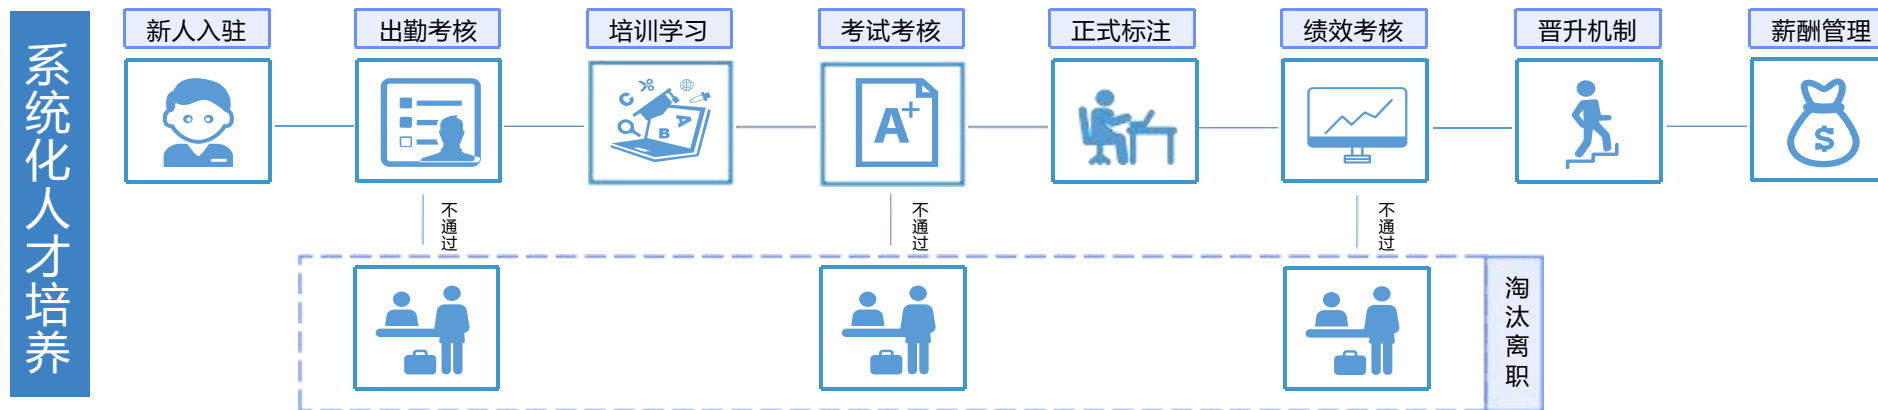 系统化人才培养
新人入驻
出勤考核
培训学习
考试考核
正式标注
绩效考核
晋升机制
薪酬管理
A+
A
B
$
不通过
不通过
不通过
淘汰离职